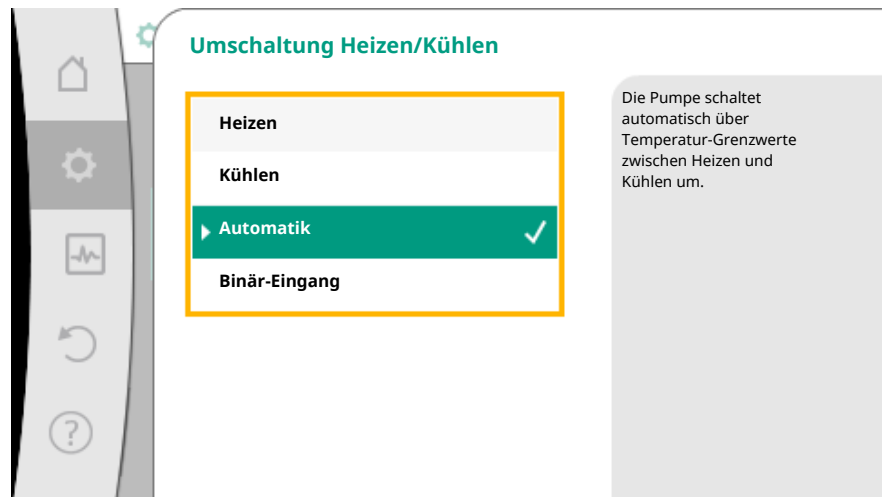 Umschaltung Heizen/Kühlen
Heizen
Kühlen
Automatik
Binär-Eingang
Die Pumpe schaltet
automatisch über
Temperatur-Grenzwerte
zwischen Heizen und
Kühlen um.
?